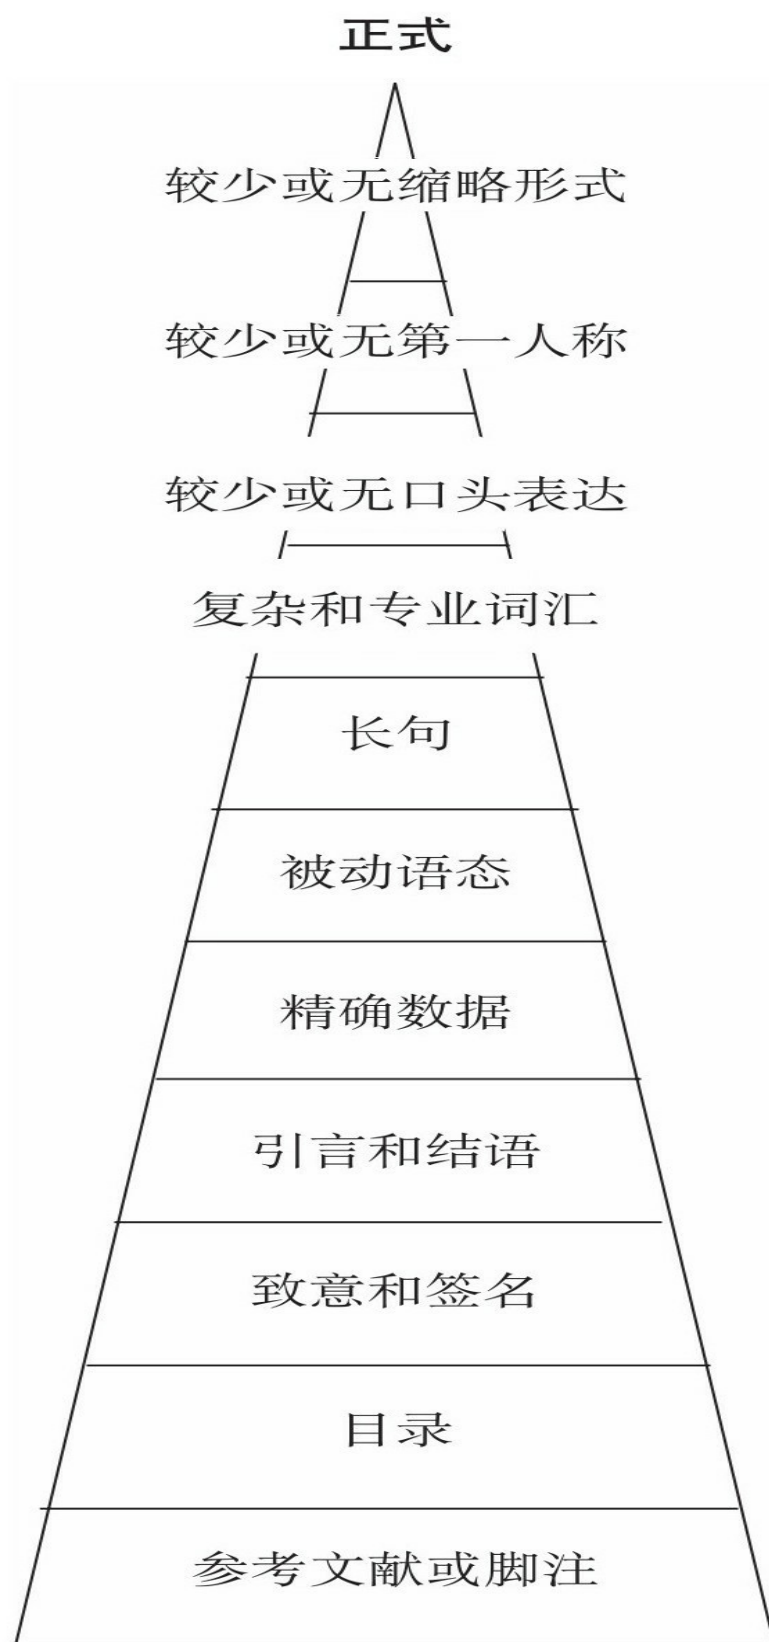 正式
较少或无缩略形式
较少或无第一人称
较少或无口头表达
复杂和专业词汇
长句
被动语态
精确数据
引言和结语
致意和签名
目录
参考文献或脚注